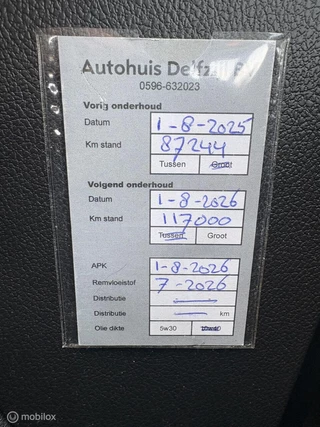 Autohuis Delfzijl BV
0596-632023
Vorig onderhoud
Datum 1-8-2025
Km stand 87244
Tussen Groot
Volgend onderhoud
Datum 1-8-2026
Km stand 117000
Tussen Groot
APK 1-8-2026
Remvloeistof 7-2026
Distributie —
Distributie — km
Olie dikte 5w30
© mobilox